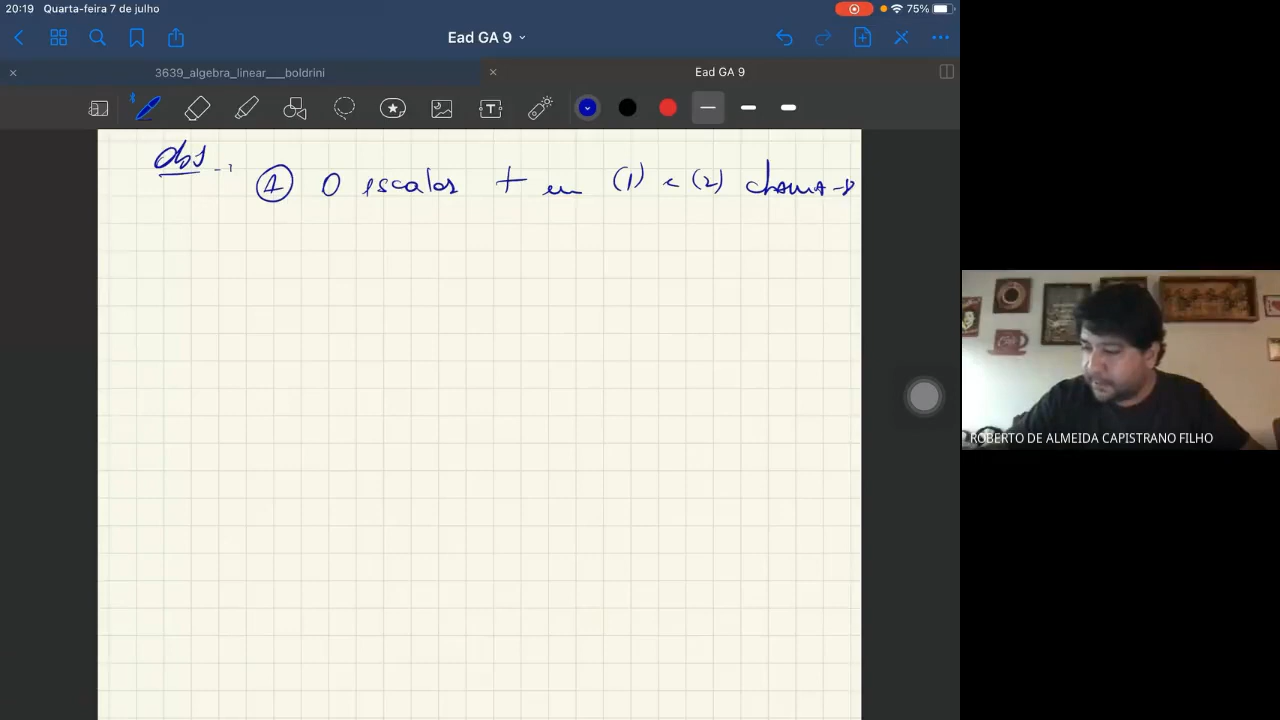 20:19 Quarta-feira 7 de julho 75%
Ead GA 9
3639_algebra_linear___boldrini Ead GA 9
Obs.:
① O escalar t em (1) e (2) chama-s
ROBERTO DE ALMEIDA CAPISTRANO FILHO